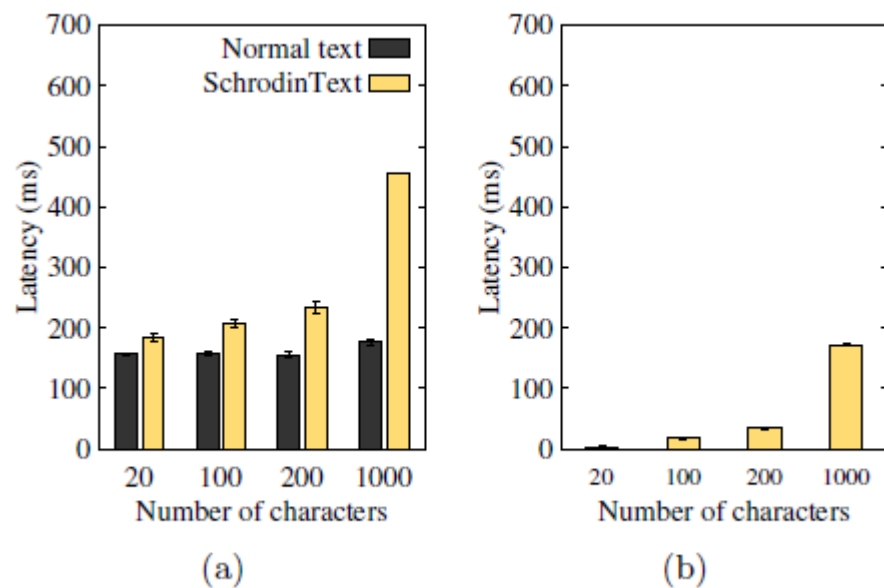 700
600
500
400
300
200
100
0
Latency (ms)
Normal text
SchrodinText
20 100 200 1000
Number of characters
(a)
700
600
500
400
300
200
100
0
Latency (ms)
20 100 200 1000
Number of characters
(b)